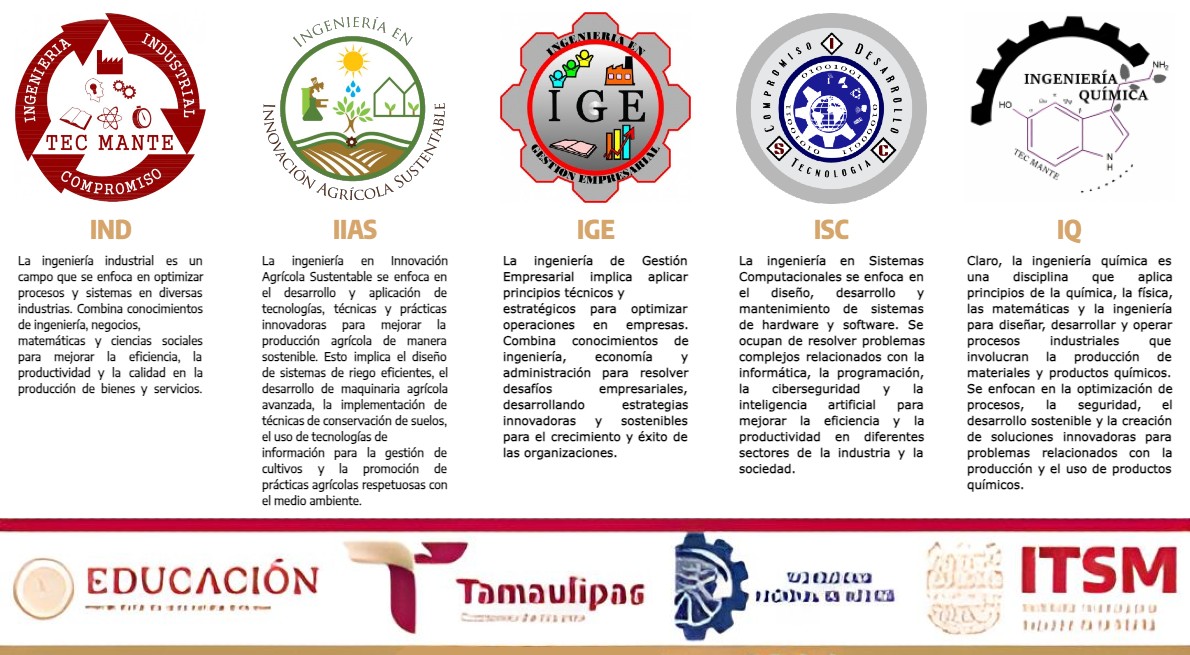 INGENIERIA INDUSTRIAL
TEC MANTE
COMPROMISO
IND
La ingeniería industrial es un
campo que se enfoca en optimizar
procesos y sistemas en diversas
industrias. Combina conocimientos
de ingeniería, negocios,
matemáticas y ciencias sociales
para mejorar la eficiencia, la
productividad y la calidad en la
producción de bienes y servicios.
INGENIERÍA EN
INNOVACIÓN AGRÍCOLA SUSTENTABLE
IIAS
La ingeniería en Innovación
Agrícola Sustentable se enfoca en
el desarrollo y aplicación de
tecnologías, técnicas y prácticas
innovadoras para mejorar la
producción agrícola de manera
sostenible. Esto implica el diseño
de sistemas de riego eficientes, el
desarrollo de maquinaria agrícola
avanzada, la implementación de
técnicas de conservación de suelos,
el uso de tecnologías de
información para la gestión de
cultivos y la promoción de
prácticas agrícolas respetuosas con
el medio ambiente.
INGENIERIA EN
IGE
GESTION EMPRESARIAL
IGE
La ingeniería de Gestión
Empresarial implica aplicar
principios técnicos y
estratégicos para optimizar
operaciones en empresas.
Combina conocimientos de
ingeniería, economía y
administración para resolver
desafíos empresariales,
desarrollando estrategias
innovadoras y sostenibles
para el crecimiento y éxito de
las organizaciones.
COMPROMISO I DESARROLLO
01001001
11001010
11000010
S TECNOLOGIA C
ISC
La ingeniería en Sistemas
Computacionales se enfoca en
el diseño, desarrollo y
mantenimiento de sistemas
de hardware y software. Se
ocupan de resolver problemas
complejos relacionados con la
informática, la programación,
la ciberseguridad y la
inteligencia artificial para
mejorar la eficiencia y la
productividad en diferentes
sectores de la industria y la
sociedad.
NH₂
INGENIERÍA
QUÍMICA
HO
N
H
TEC MANTE
IQ
Claro, la ingeniería química es
una disciplina que aplica
principios de la química, la física,
las matemáticas y la ingeniería
para diseñar, desarrollar y operar
procesos industriales que
involucran la producción de
materiales y productos químicos.
Se enfocan en la optimización de
procesos, la seguridad, el
desarrollo sostenible y la creación
de soluciones innovadoras para
problemas relacionados con la
producción y el uso de productos
químicos.
EDUCACIÓN
Tamaulipas
ITSM